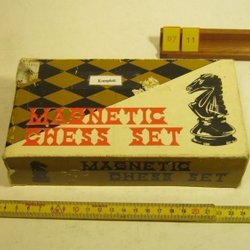 07 11
Komplett
MAGNETIC
CHESS SET
MAGNETIC
CHESS SET